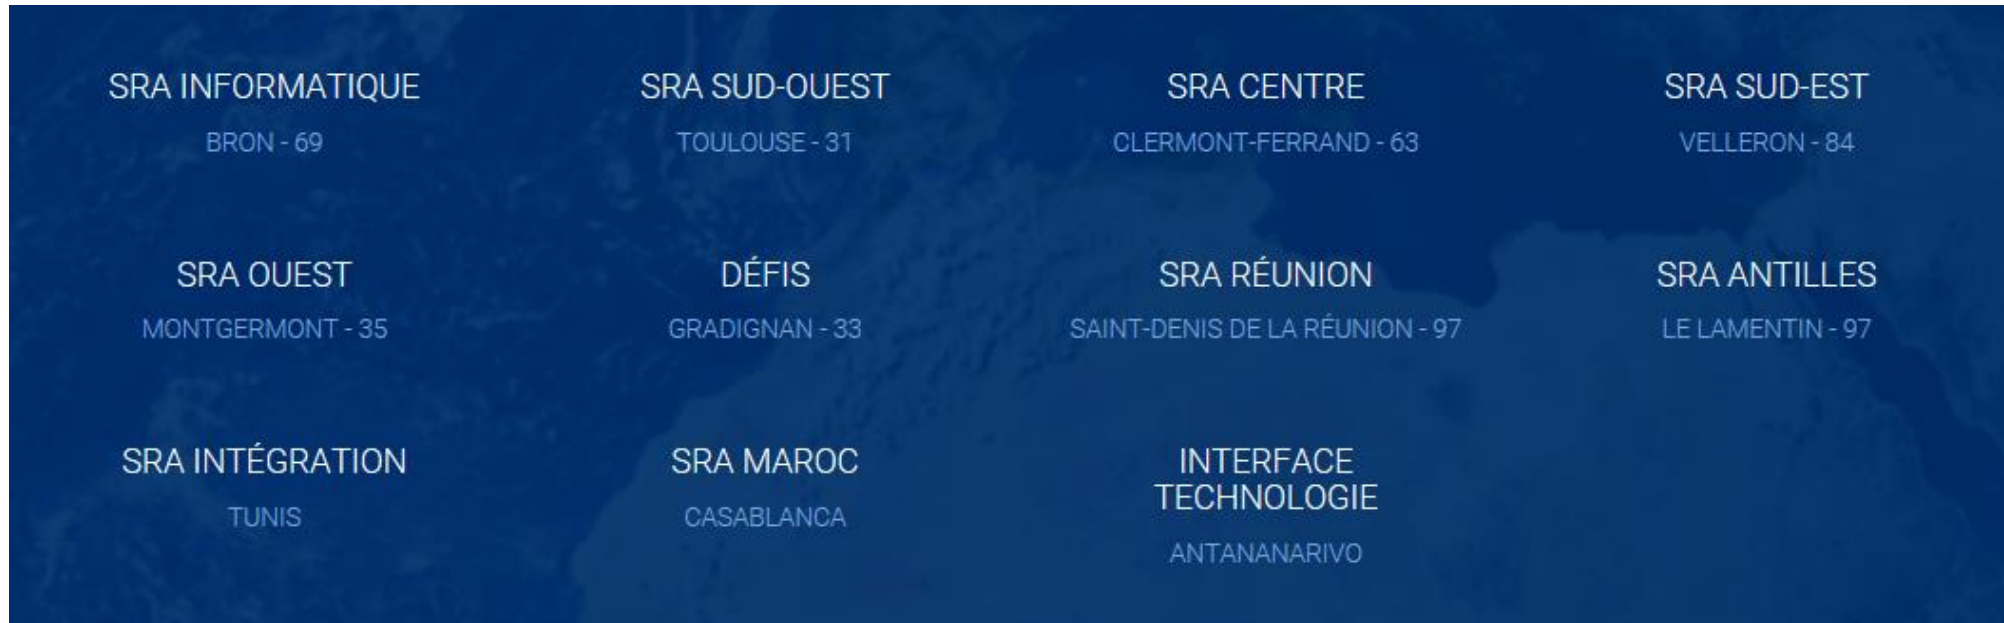 SRA INFORMATIQUE
BRON - 69
SRA SUD-OUEST
TOULOUSE - 31
SRA CENTRE
CLERMONT-FERRAND - 63
SRA SUD-EST
VELLERON - 84
SRA OUEST
MONTGERMONT - 35
DÉFIS
GRADIGNAN - 33
SRA RÉUNION
SAINT-DENIS DE LA RÉUNION - 97
SRA ANTILLES
LE LAMENTIN - 97
SRA INTÉGRATION
TUNIS
SRA MAROC
CASABLANCA
INTERFACE
TECHNOLOGIE
ANTANANARIVO